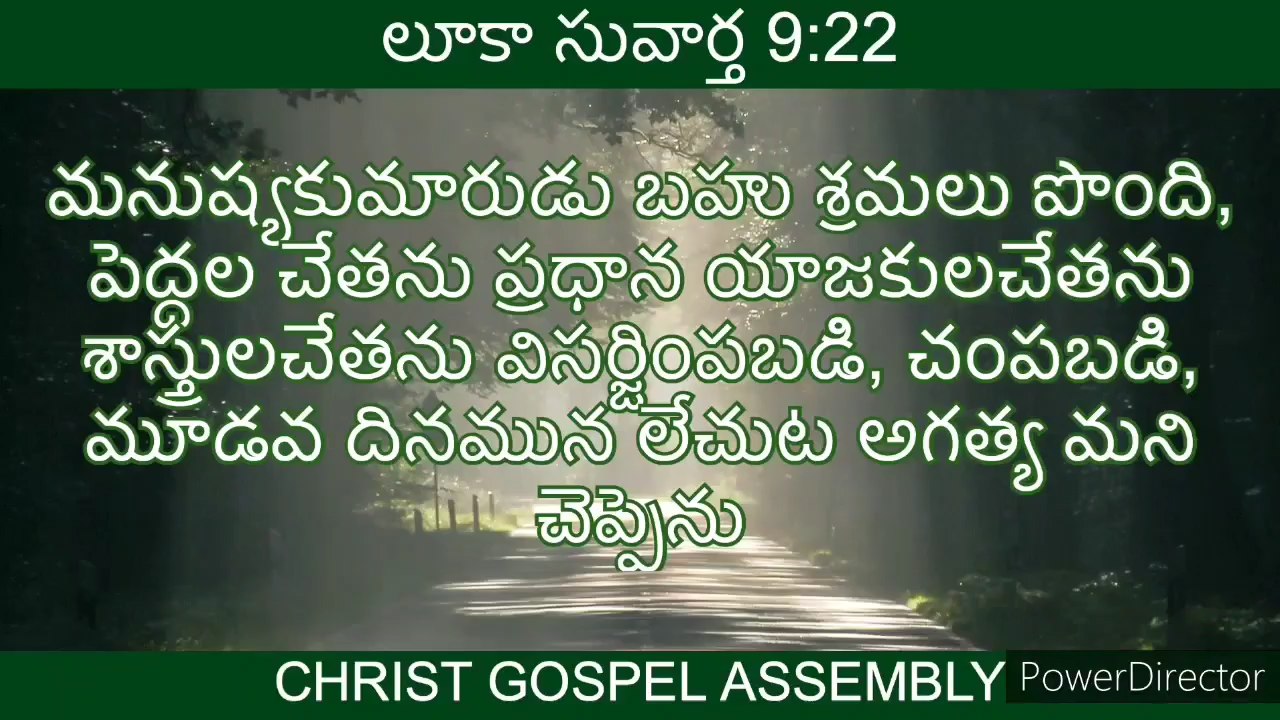 లూకా సువార్త 9:22
మనుష్యకుమారుడు బహు శ్రమలు పొంది,
పెద్దల చేతను ప్రధాన యాజకులచేతను
శాస్త్రులచేతను విసర్జింపబడి, చంపబడి,
మూడవ దినమున లేచుట అగత్య మని
చెప్పెను
CHRIST GOSPEL ASSEMBLY
PowerDirector